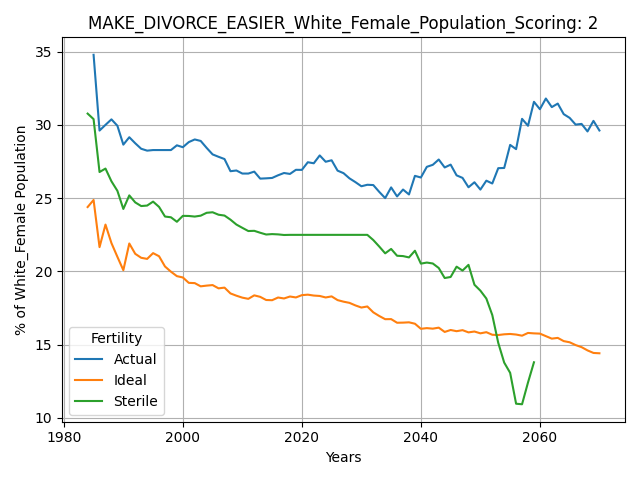 MAKE_DIVORCE_EASIER_White_Female_Population_Scoring: 2
% of White_Female Population
35
30
25
20
15
10
Fertility
Actual
Ideal
Sterile
1980 2000 2020 2040 2060
Years